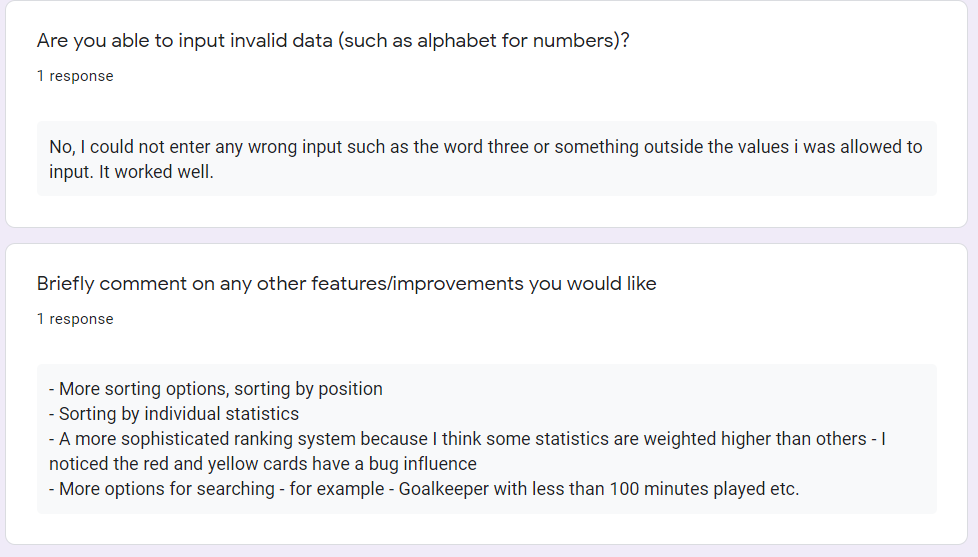 Are you able to input invalid data (such as alphabet for numbers)?
1 response
No, I could not enter any wrong input such as the word three or something outside the values i was allowed to
input. It worked well.
Briefly comment on any other features/improvements you would like
1 response
- More sorting options, sorting by position
- Sorting by individual statistics
- A more sophisticated ranking system because I think some statistics are weighted higher than others - I
noticed the red and yellow cards have a bug influence
- More options for searching - for example - Goalkeeper with less than 100 minutes played etc.